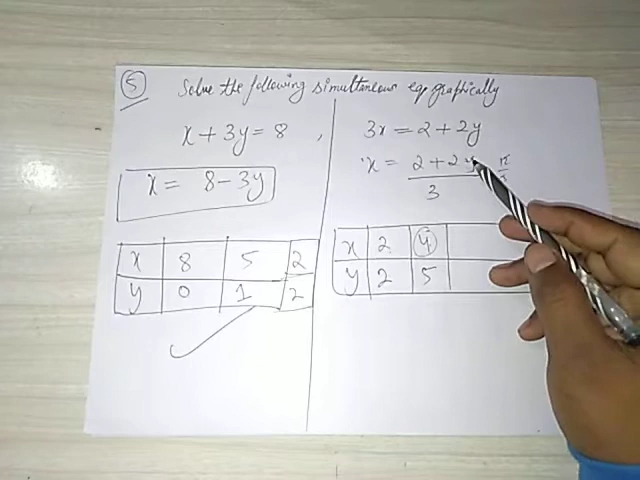 5 Solve the following simultaneous eqn graphically
x + 3y = 8 ,
x = 8 - 3y
x 8 5 2
y 0 1 2
3x = 2 + 2y
x = 2 + 2y
3
x 2 4
y 2 5